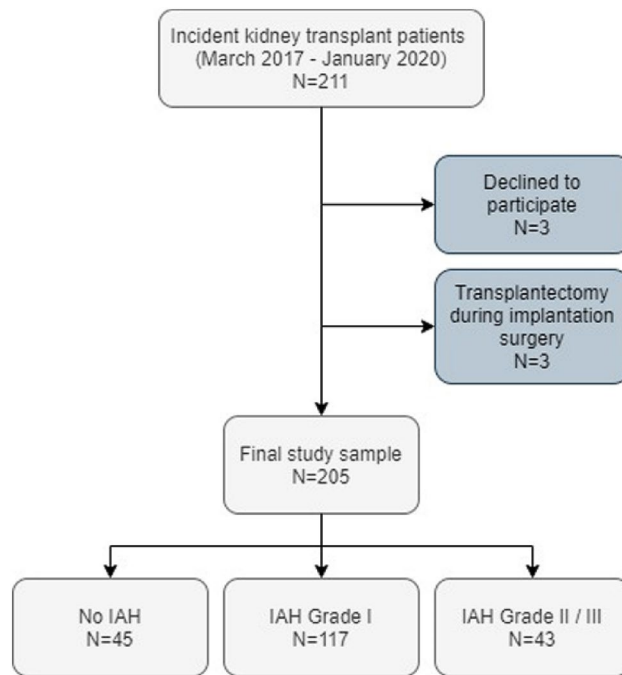 Incident kidney transplant patients
(March 2017 - January 2020)
N=211
Declined to
participate
N=3
Transplantectomy
during implantation
surgery
N=3
Final study sample
N=205
No IAH
N=45
IAH Grade I
N=117
IAH Grade II / III
N=43